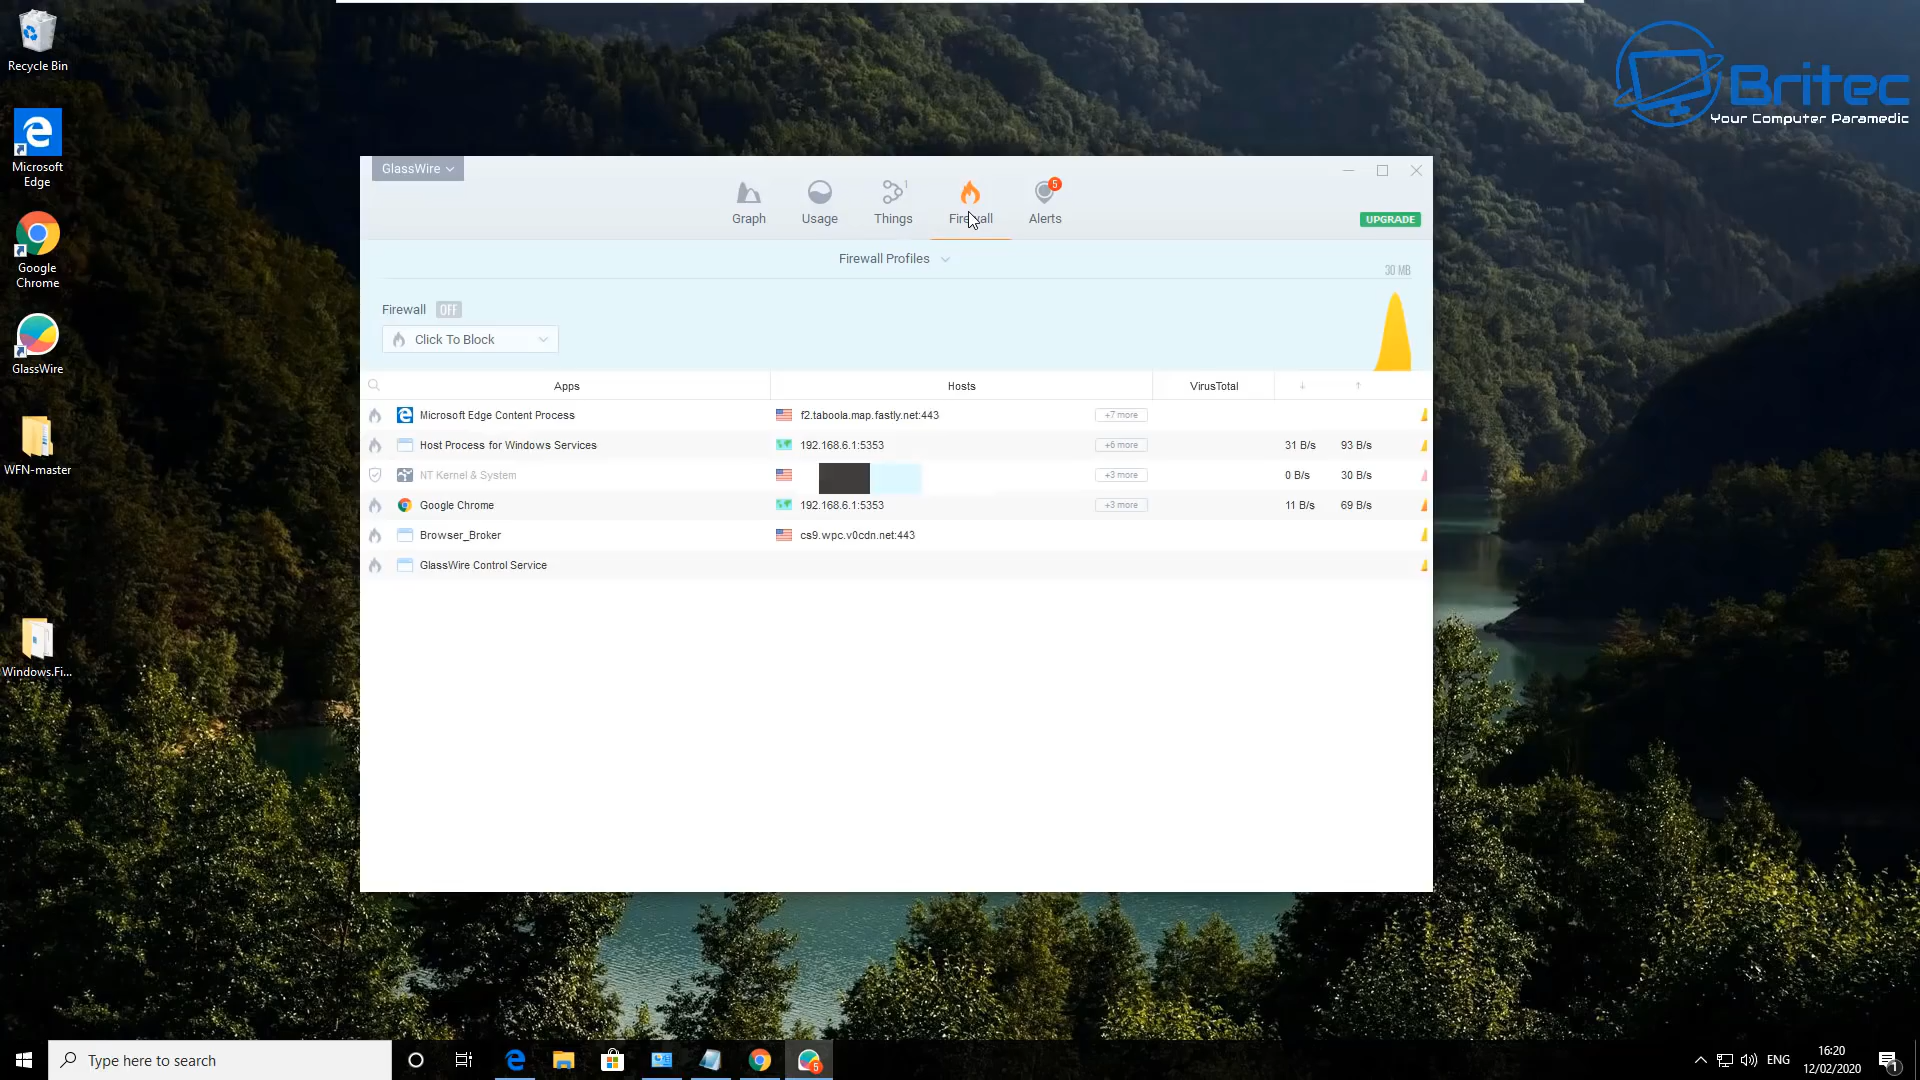 Recycle Bin
Microsoft
Edge
Google
Chrome
GlassWire
WFN-master
Windows.Fi...
Britec
Your Computer Paramedic
GlassWire
Graph
Usage
Things
1
Firewall
Alerts
5
UPGRADE
Firewall Profiles
30 MB
Firewall OFF
Click To Block
Apps Hosts VirusTotal ↓ ↑
Microsoft Edge Content Process f2.taboola.map.fastly.net:443 +7 more
Host Process for Windows Services 192.168.6.1:5353 +6 more 31 B/s 93 B/s
NT Kernel & System +3 more 0 B/s 30 B/s
Google Chrome 192.168.6.1:5353 +3 more 11 B/s 69 B/s
Browser_Broker cs9.wpc.v0cdn.net:443
GlassWire Control Service
Type here to search
5
ENG
16:20
12/02/2020
1